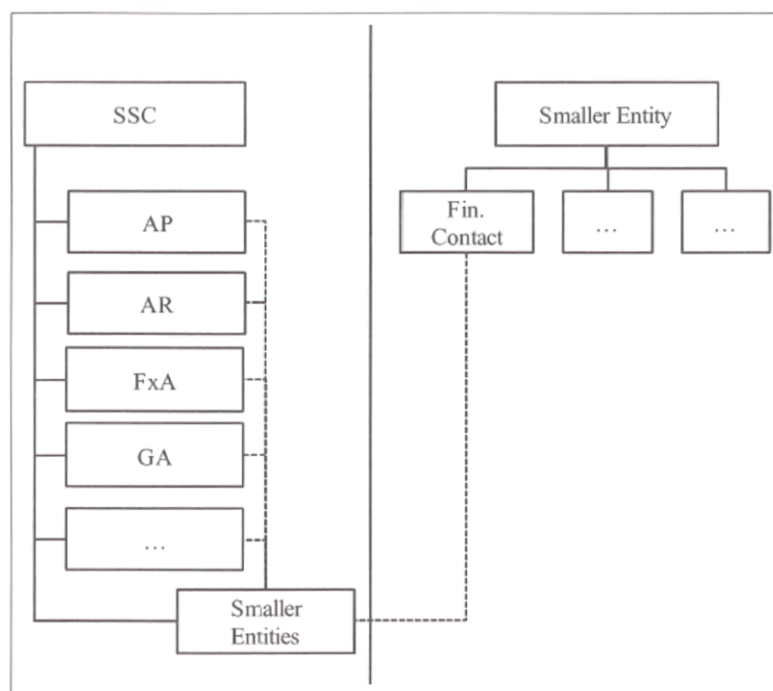 SSC
AP
AR
FxA
GA
...
Smaller
Entities
Smaller Entity
Fin.
Contact
...
...